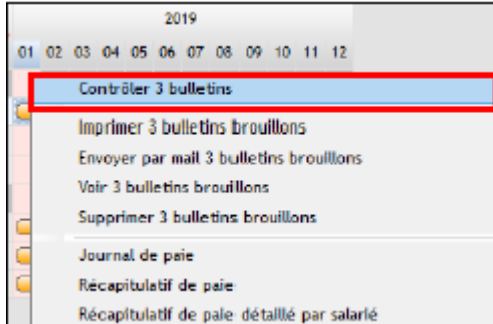 2019
01 02 03 04 05 06 07 08 09 10 11 12
Contrôler 3 bulletins
Imprimer 3 bulletins brouillons
Envoyer par mail 3 bulletins brouillons
Voir 3 bulletins brouillons
Supprimer 3 bulletins brouillons
Journal de paie
Récapitulatif de paie
Récapitulatif de paie détaillé par salarié